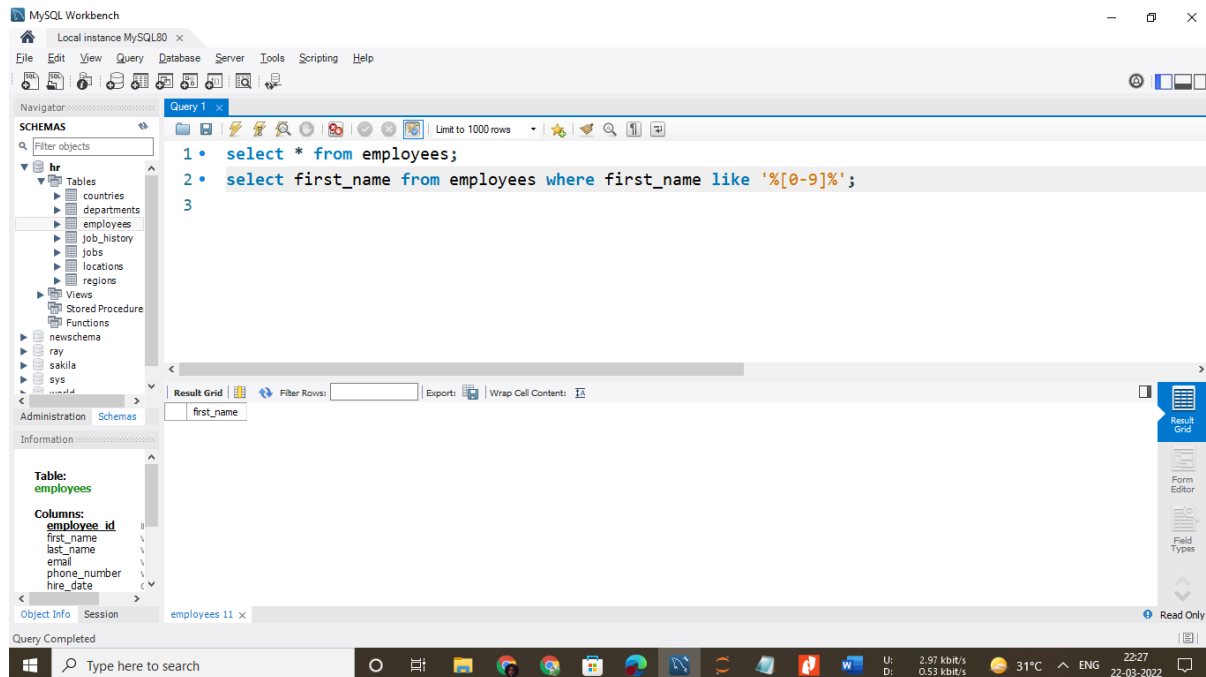 MySQL Workbench
Local instance MySQL80
File Edit View Query Database Server Tools Scripting Help
Navigator
Query 1
SCHEMAS
Limit to 1000 rows
Filter objects
1 select * from employees;
2 select first_name from employees where first_name like '%[0-9]%';
3
hr
Tables
countries
departments
employees
job_history
jobs
locations
regions
Views
Stored Procedure
Functions
newschema
ray
sakila
sys
Result Grid Filter Rows: Export: Wrap Cell Content:
first_name
Result Grid
Form Editor
Field Types
Administration Schemas
Information
Table:
employees
Columns:
employee_id
first_name
last_name
email
phone_number
hire_date
Object Info Session
employees 11
Read Only
Query Completed
Type here to search
U: 2.97 kbit/s
D: 0.53 kbit/s
31°C ENG
22:27
22-03-2022